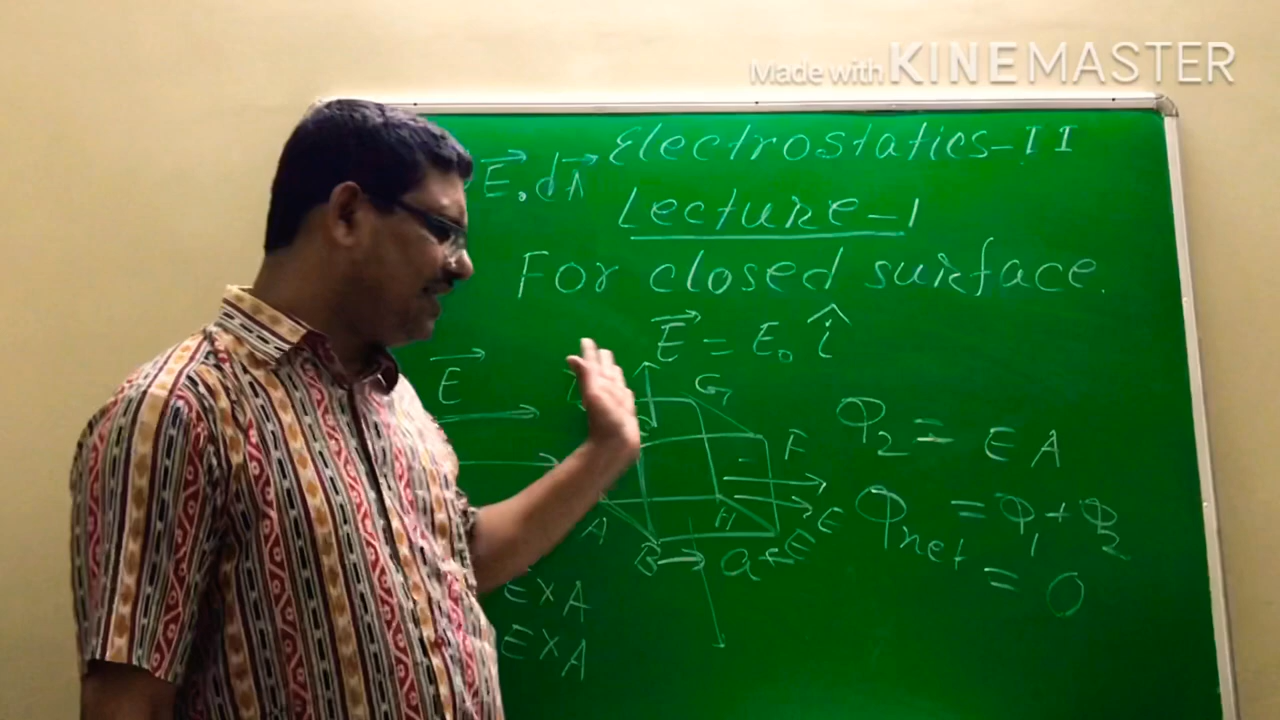 Made with KINEMASTER
Electrostatics-II
E⃗.dA⃗
Lecture-1
For closed surface.
E⃗ = E₀ î
E⃗
G
F
Φ₂ = EA
A
H
E
E
Φnet = Φ₁ + Φ₂
B
a
= 0
E×A
E×A